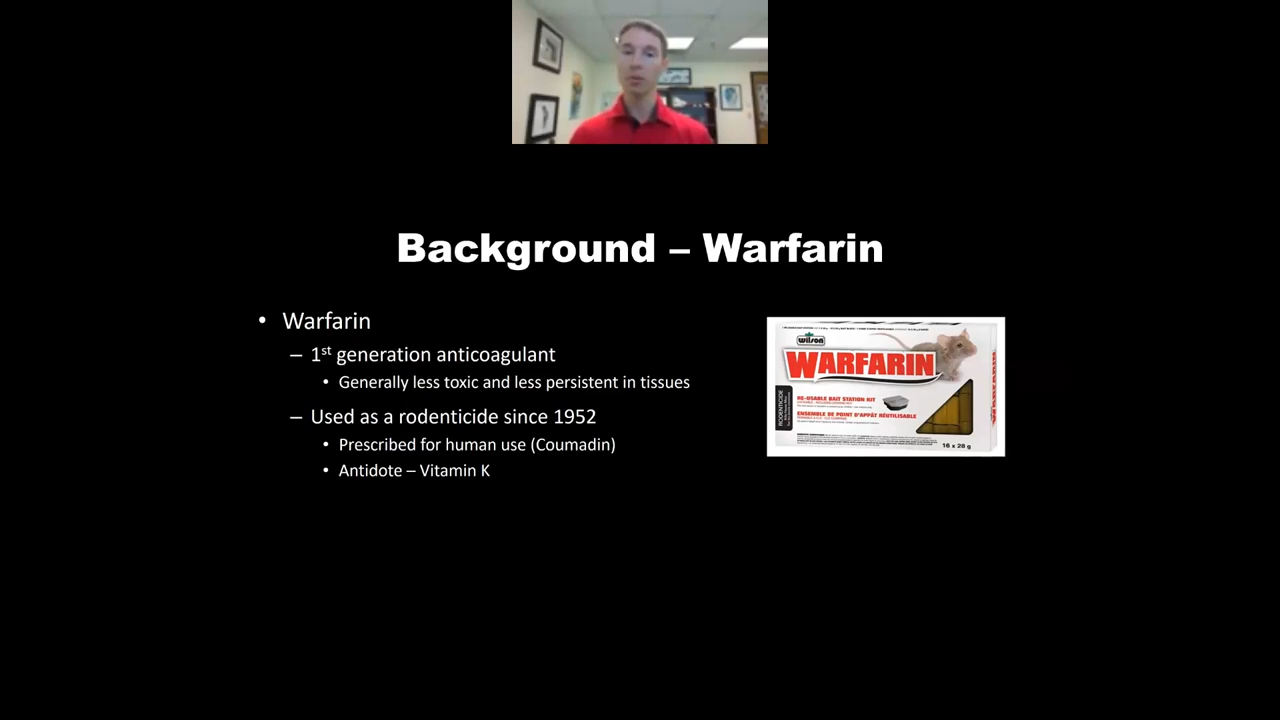 Background – Warfarin
• Warfarin
– 1st generation anticoagulant
• Generally less toxic and less persistent in tissues
– Used as a rodenticide since 1952
• Prescribed for human use (Coumadin)
• Antidote – Vitamin K
wilson
WARFARIN
RE-USABLE BAIT STATION KIT
ENSEMBLE DE POINT D'APPÂT RÉUTILISABLE
RODENTICIDE
16 x 28 g
WARFARIN